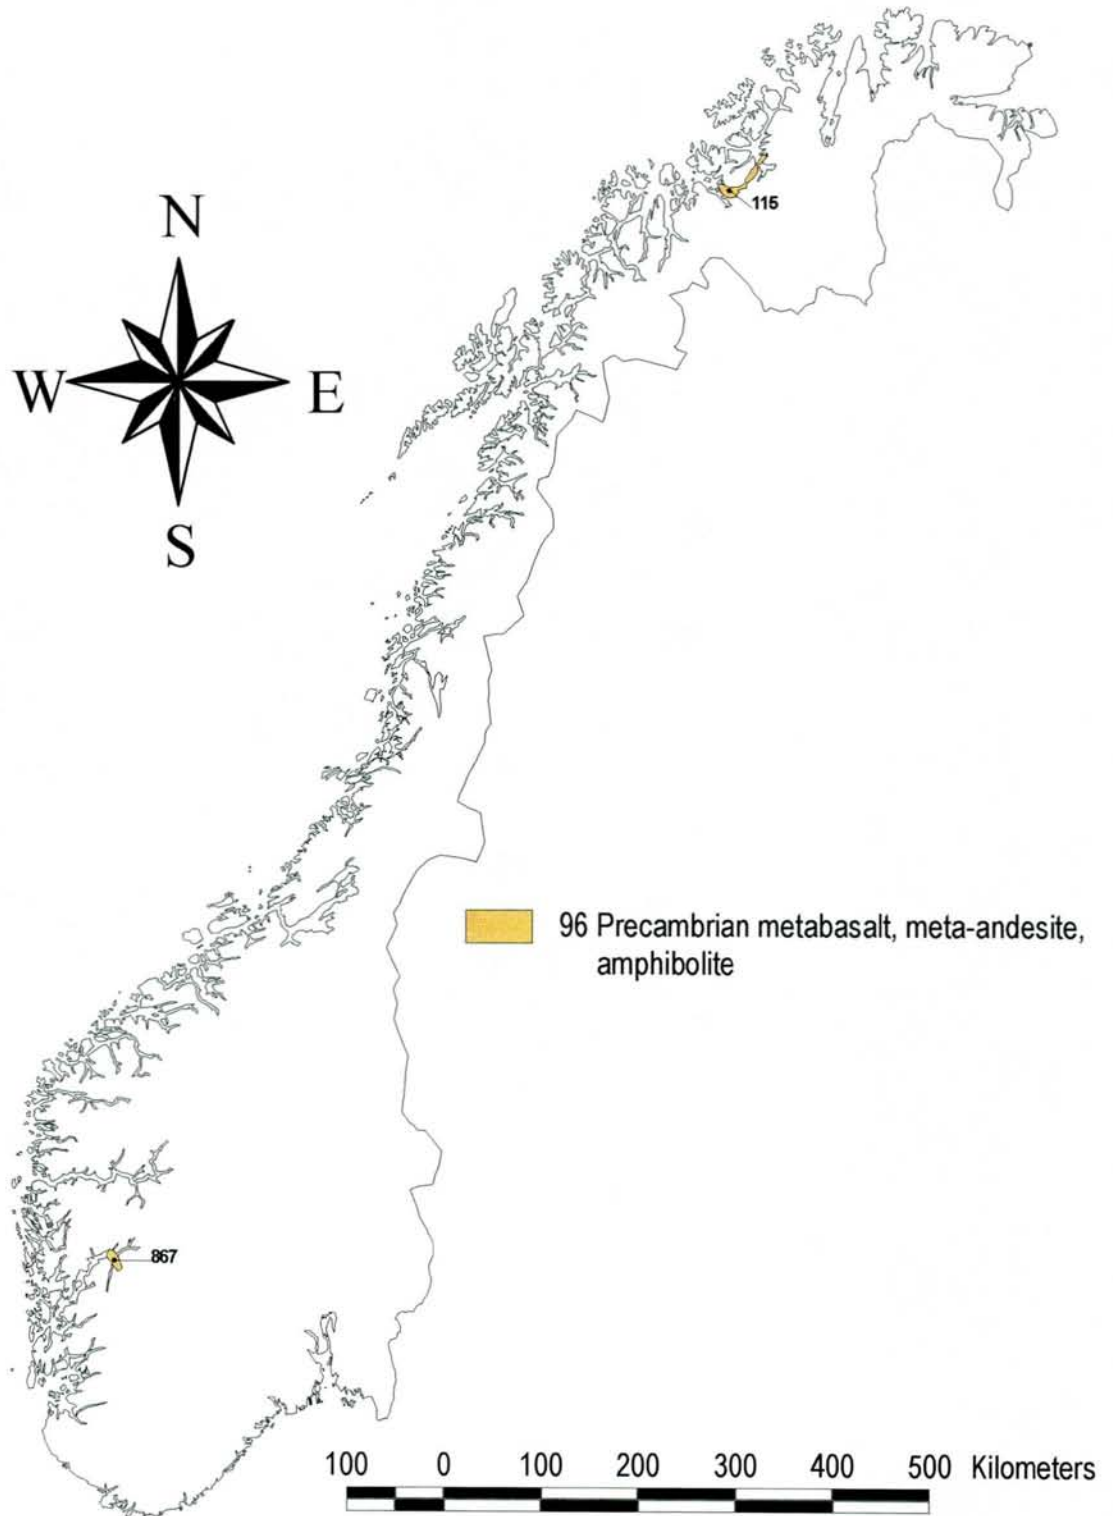 115
N
W
E
S
96 Precambrian metabasalt, meta-andesite,
amphibolite
867
100 0 100 200 300 400 500 Kilometers